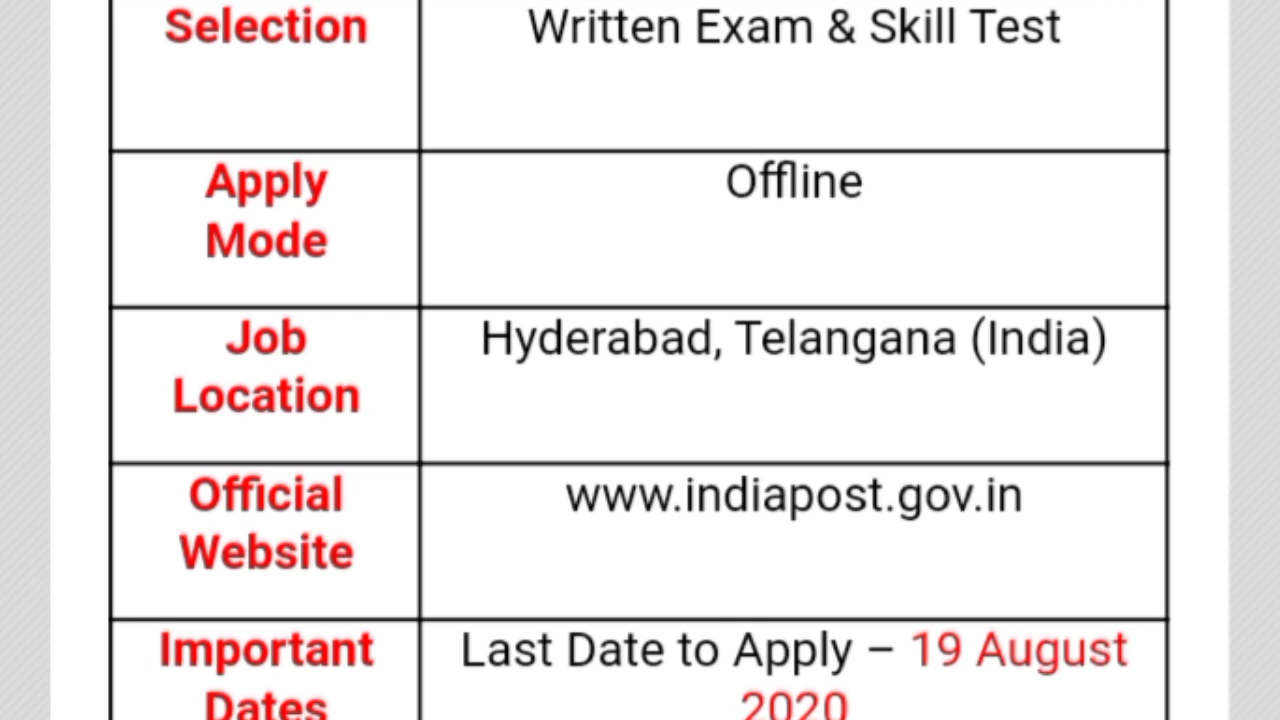 Selection
Written Exam & Skill Test
Apply
Mode
Offline
Job
Location
Hyderabad, Telangana (India)
Official
Website
www.indiapost.gov.in
Important
Dates
Last Date to Apply – 19 August
2020